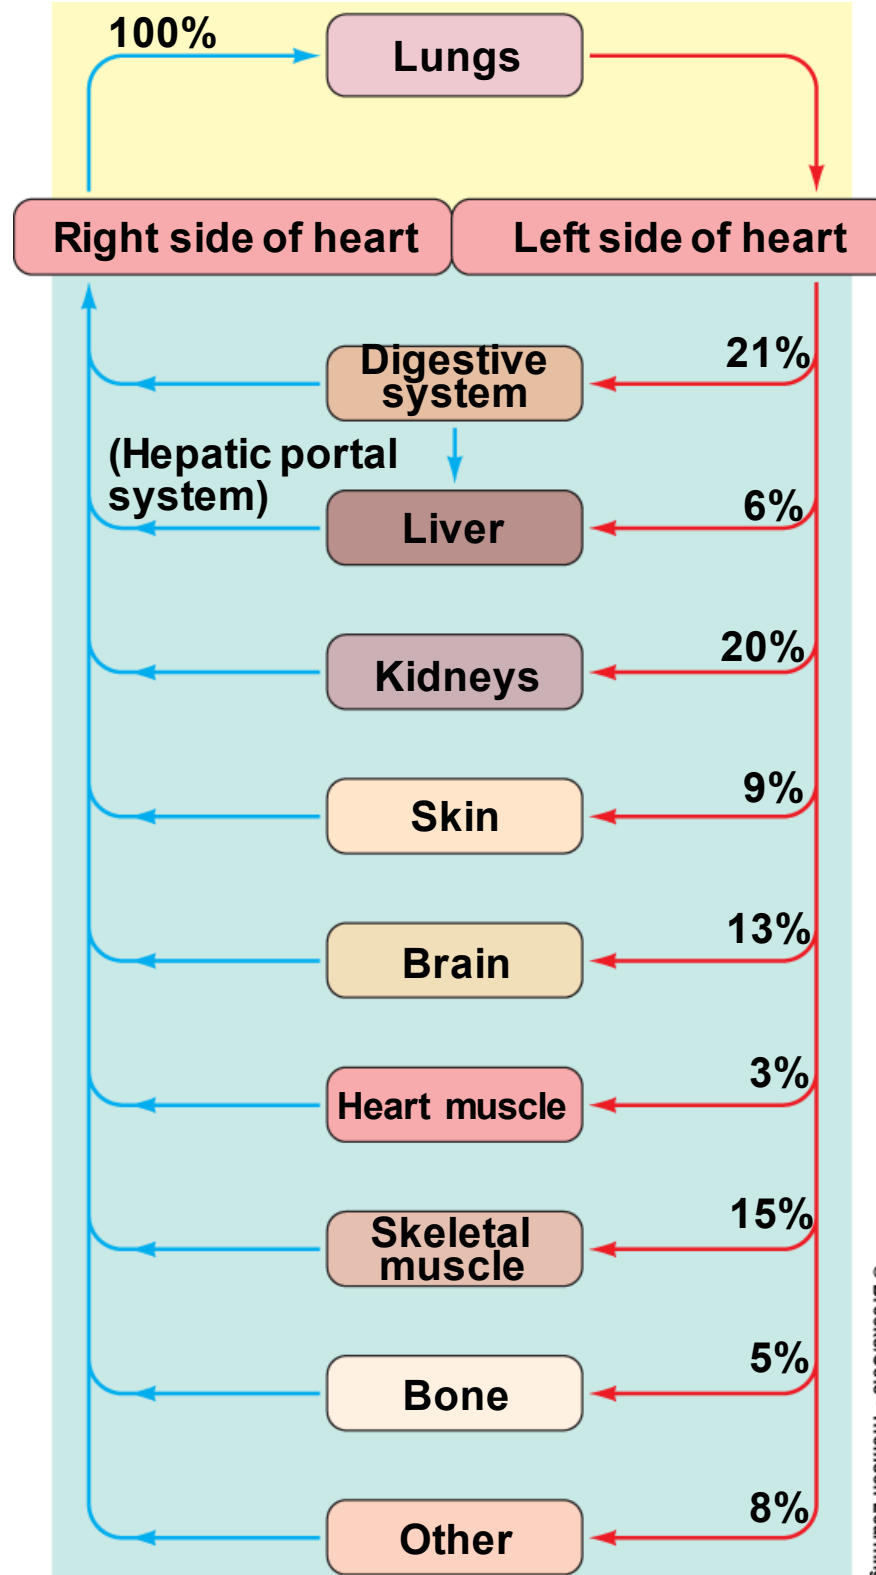 100%
Lungs
Right side of heart
Left side of heart
Digestive
system
21%
(Hepatic portal
system)
Liver
6%
Kidneys
20%
Skin
9%
Brain
13%
Heart muscle
3%
Skeletal
muscle
15%
Bone
5%
Other
8%